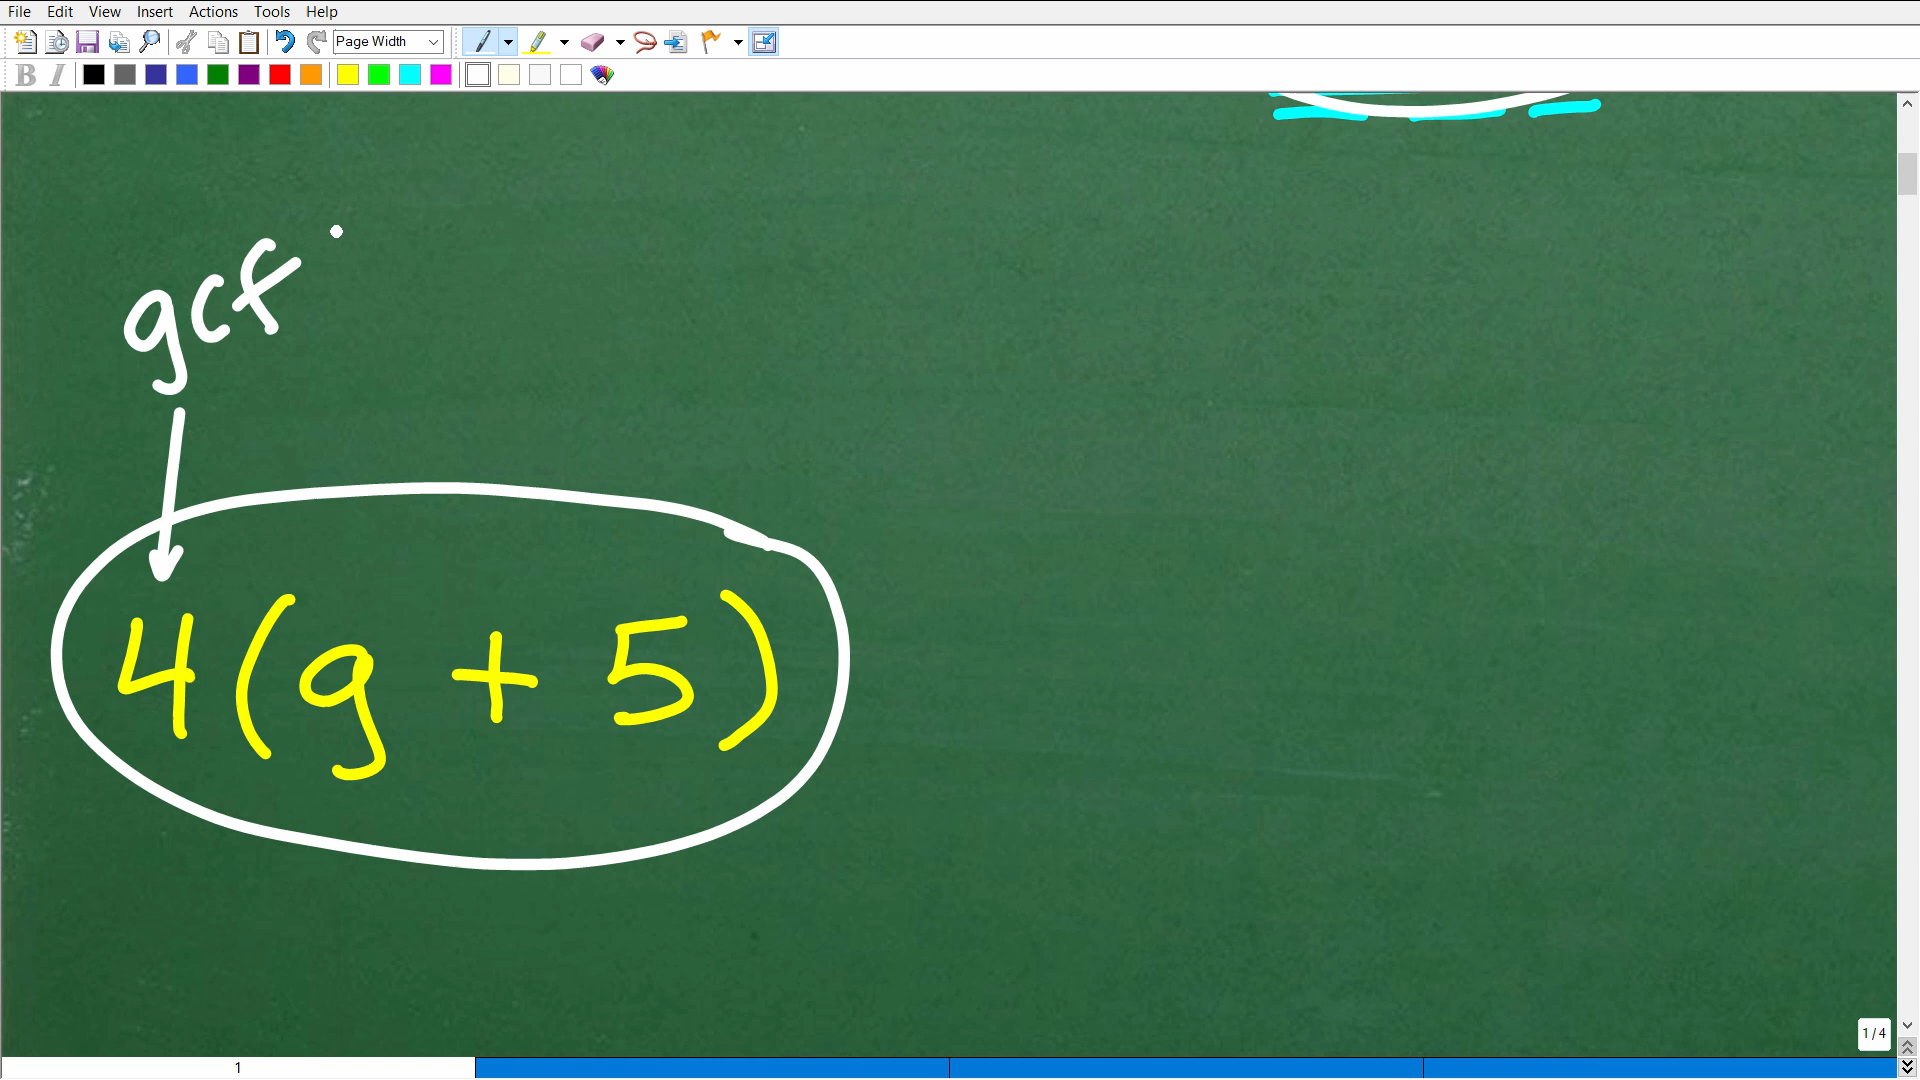 File Edit View Insert Actions Tools Help
Page Width
B I
gcf
4(g + 5)
1 / 4
1